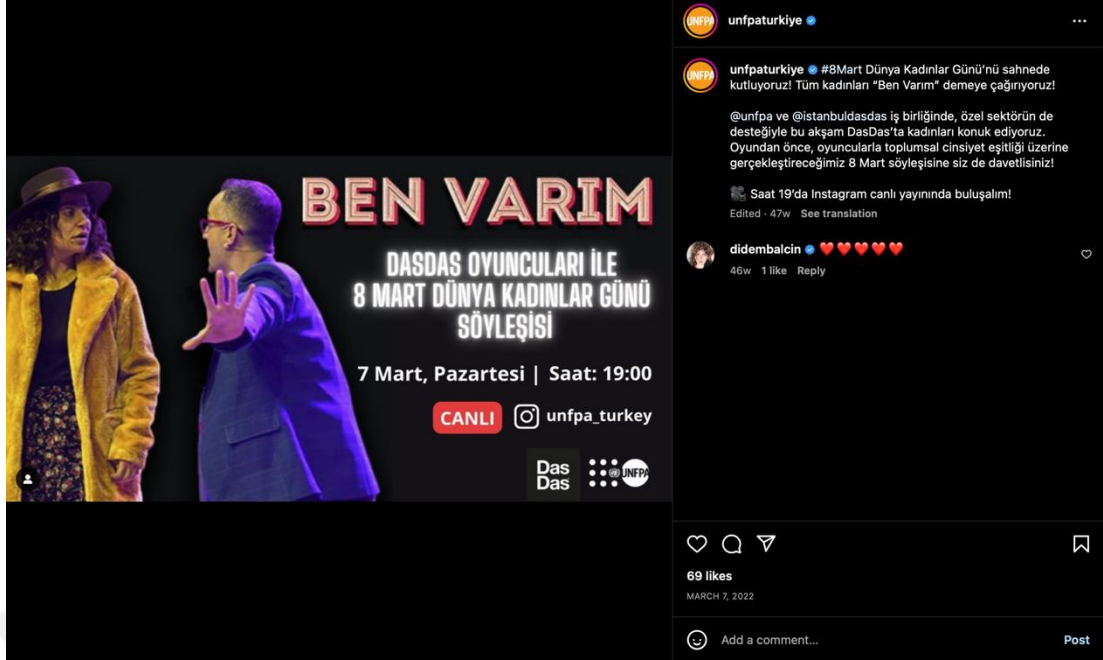 BEN VARIM
DASDAS OYUNCULARI İLE
8 MART DÜNYA KADINLAR GÜNÜ
SÖYLEŞİSİ
7 Mart, Pazartesi | Saat: 19:00
CANLI unfpa_turkey
Das
Das
UNFPA
UNFPA unfpaturkiye
UNFPA unfpaturkiye #8Mart Dünya Kadınlar Günü’nü sahnede
kutluyoruz! Tüm kadınları “Ben Varım” demeye çağırıyoruz!
@unfpa ve @istanbuldasdas iş birliğinde, özel sektörün de
desteğiyle bu akşam DasDas’ta kadınları konuk ediyoruz.
Oyundan önce, oyuncularla toplumsal cinsiyet eşitliği üzerine
gerçekleştireceğimiz 8 Mart söyleşisine siz de davetlisiniz!
🎥 Saat 19’da Instagram canlı yayınında buluşalım!
Edited · 47w See translation
didembalcin ❤️❤️❤️❤️❤️
46w 1 like Reply
69 likes
MARCH 7, 2022
Add a comment... Post